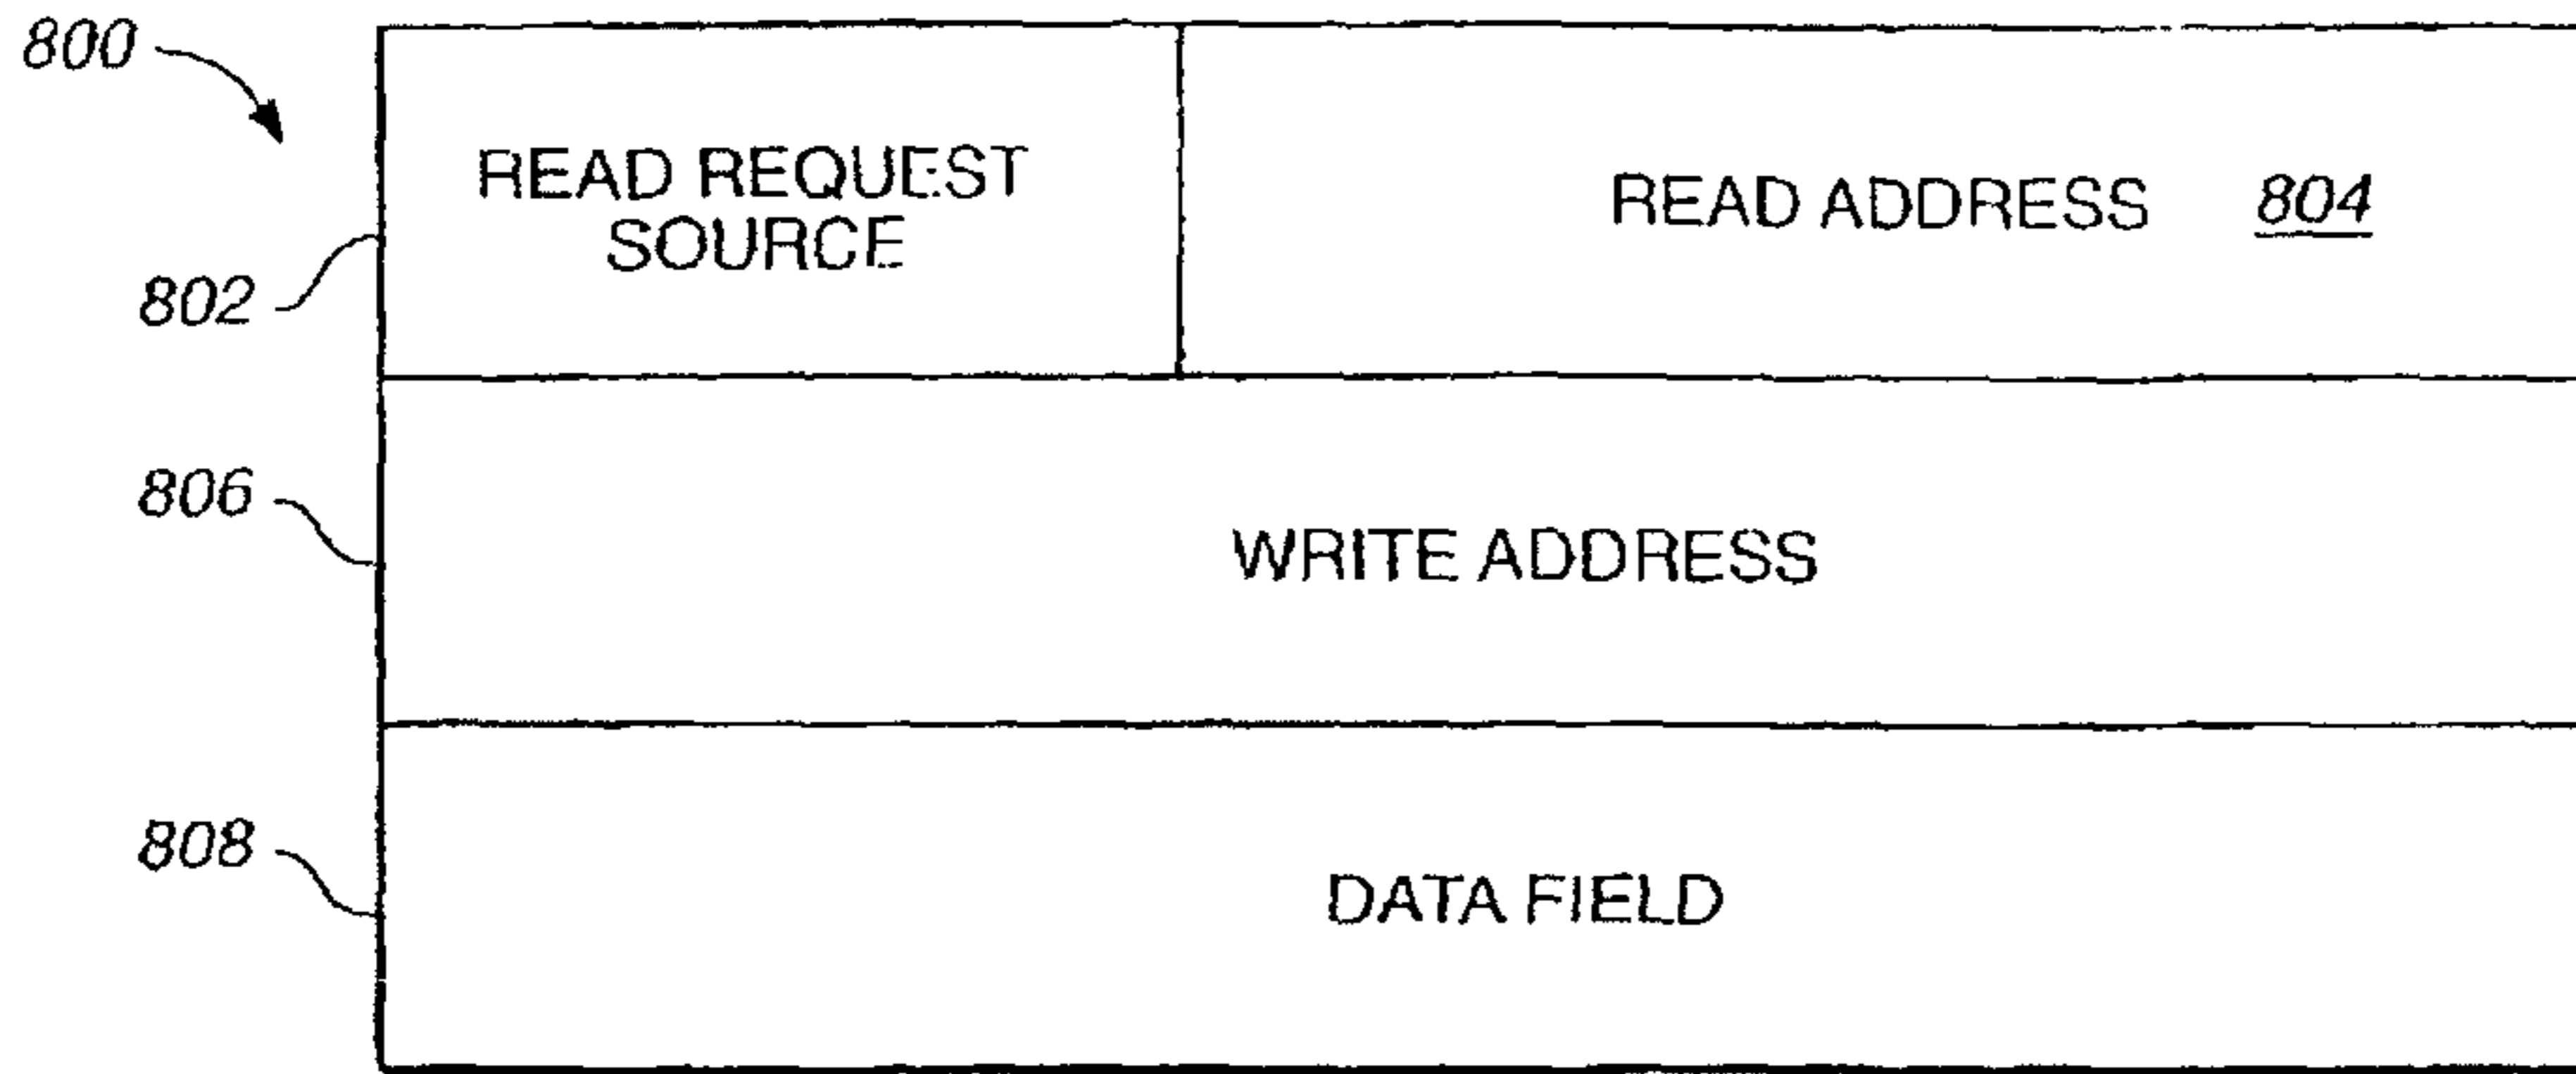 800
READ REQUEST
SOURCE
READ ADDRESS 804
802
806
WRITE ADDRESS
808
DATA FIELD